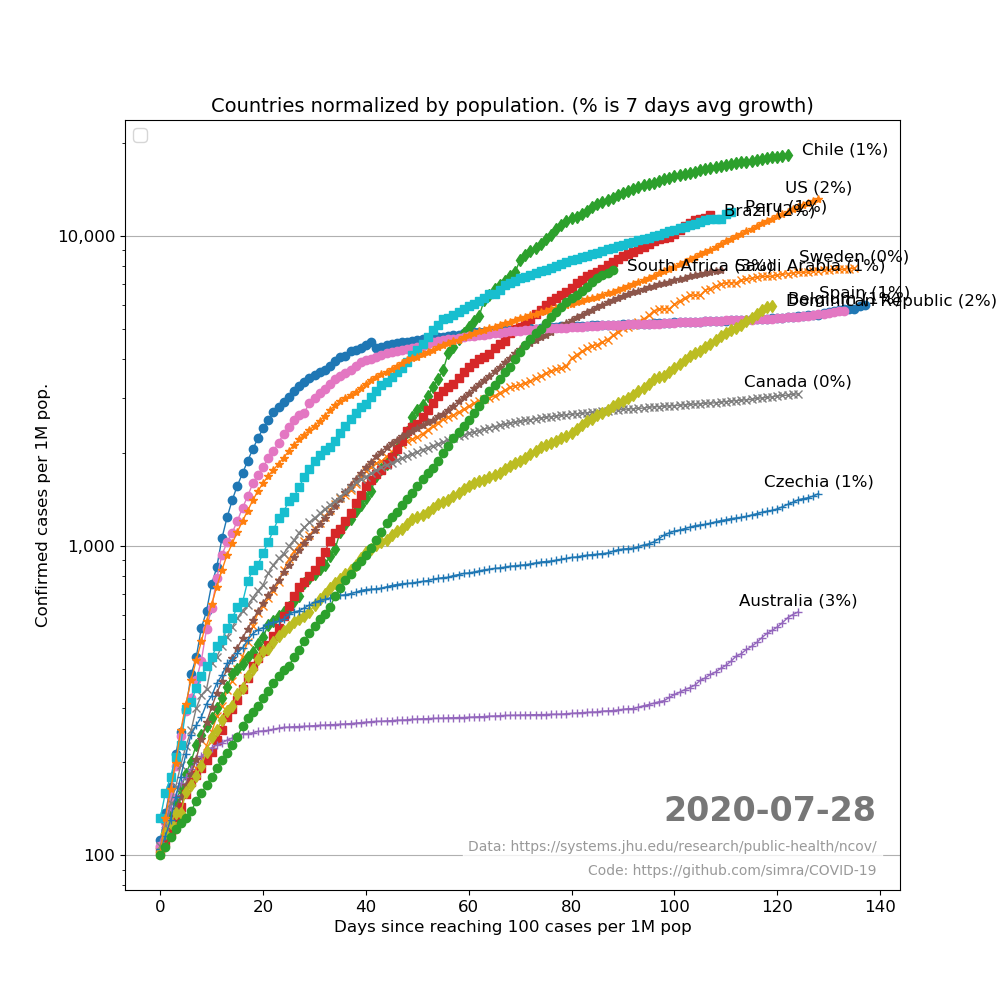 Countries normalized by population. (% is 7 days avg growth)
Confirmed cases per 1M pop.
10,000
1,000
100
Chile (1%)
US (2%)
Peru (1%)
Brazil (2%)
Sweden (0%)
South Africa (3%)
Saudi Arabia (1%)
Spain (1%)
Dominican Republic (2%)
Canada (0%)
Czechia (1%)
Australia (3%)
2020-07-28
Data: https://systems.jhu.edu/research/public-health/ncov/
Code: https://github.com/simra/COVID-19
0 20 40 60 80 100 120 140
Days since reaching 100 cases per 1M pop